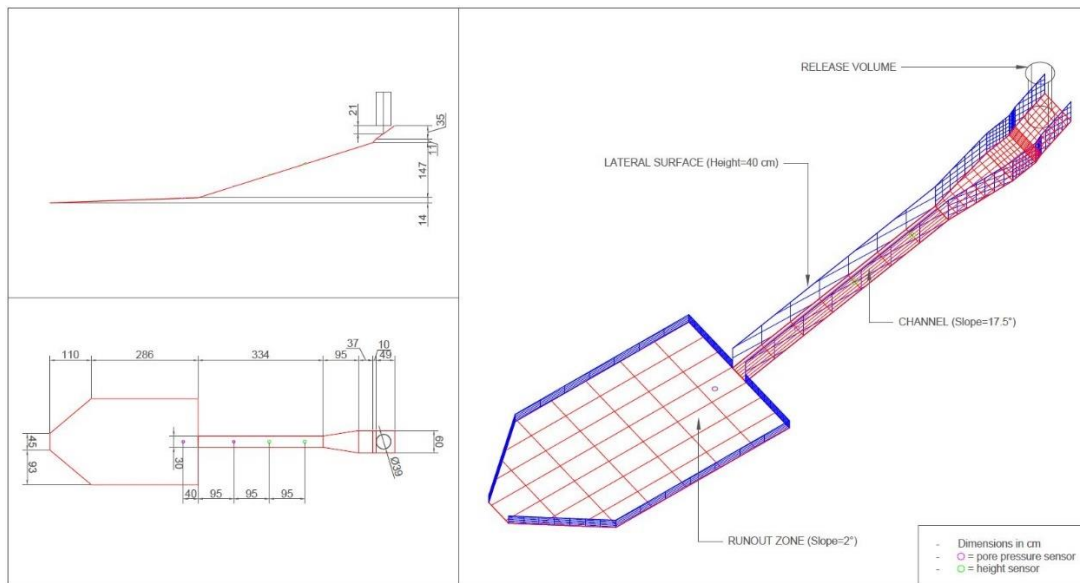 21
35
11
147
14
110
286
334
95
37
10
49
45
93
30
60
Ø39
40
95
95
95
RELEASE VOLUME
LATERAL SURFACE (Height=40 cm)
CHANNEL (Slope=17.5°)
RUNOUT ZONE (Slope=2°)
- Dimensions in cm
- = pore pressure sensor
- = height sensor